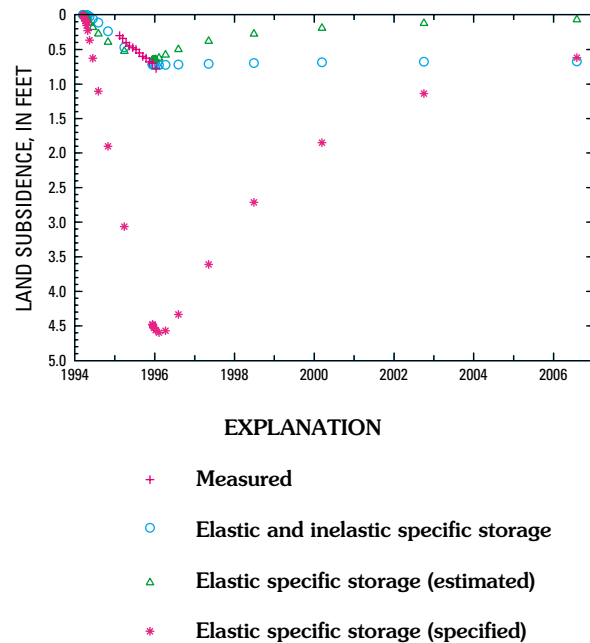 LAND SUBSIDENCE, IN FEET
0
0.5
1.0
1.5
2.0
2.5
3.0
3.5
4.0
4.5
5.0
1994 1996 1998 2000 2002 2004 2006
EXPLANATION
Measured
Elastic and inelastic specific storage
Elastic specific storage (estimated)
Elastic specific storage (specified)